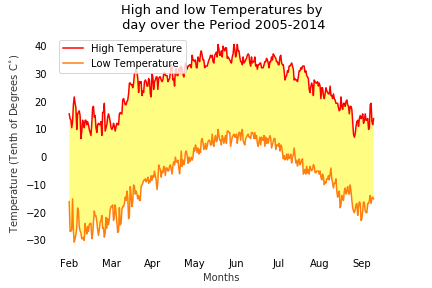 High and low Temperatures by
day over the Period 2005-2014
High Temperature
Low Temperature
Temperature (Tenth of Degrees C°)
40
30
20
10
0
−10
−20
−30
Feb Mar Apr May Jun Jul Aug Sep
Months